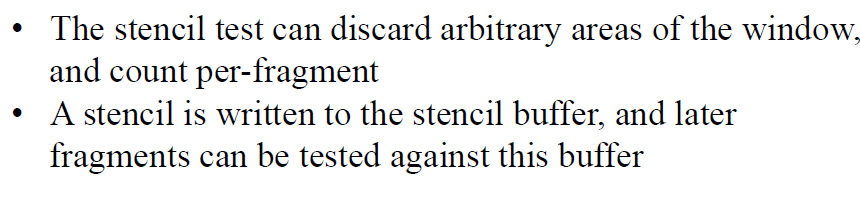 • The stencil test can discard arbitrary areas of the window,
and count per-fragment
• A stencil is written to the stencil buffer, and later
fragments can be tested against this buffer